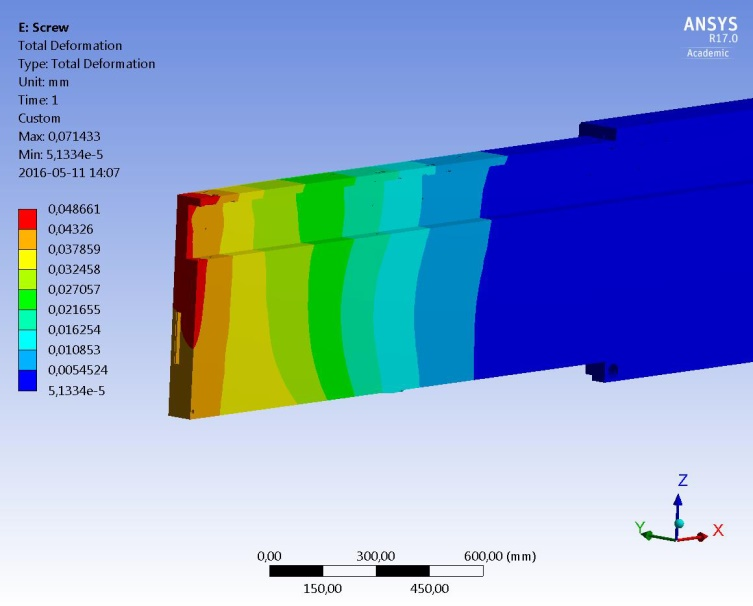 E: Screw
Total Deformation
Type: Total Deformation
Unit: mm
Time: 1
Custom
Max: 0,071433
Min: 5,1334e-5
2016-05-11 14:07
ANSYS
R17.0
Academic
0,048661
0,04326
0,037859
0,032458
0,027057
0,021655
0,016254
0,010853
0,0054524
5,1334e-5
Z
Y
X
0,00 300,00 600,00 (mm)
150,00 450,00